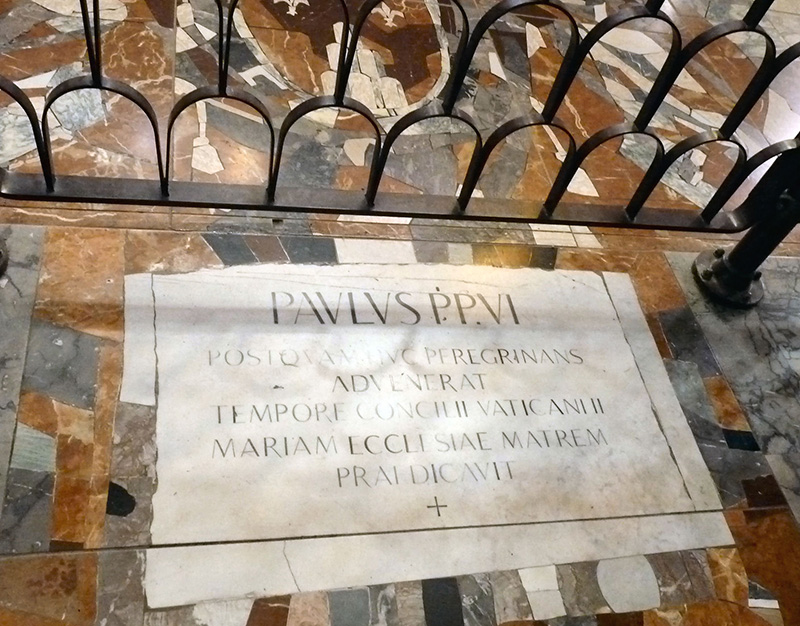 PAVLVS P.P. VI
POSTQVAM HVC PEREGRINANS
ADVENERAT
TEMPORE CONCILII VATICANI II
MARIAM ECCLESIAE MATREM
PRAEDICAVIT